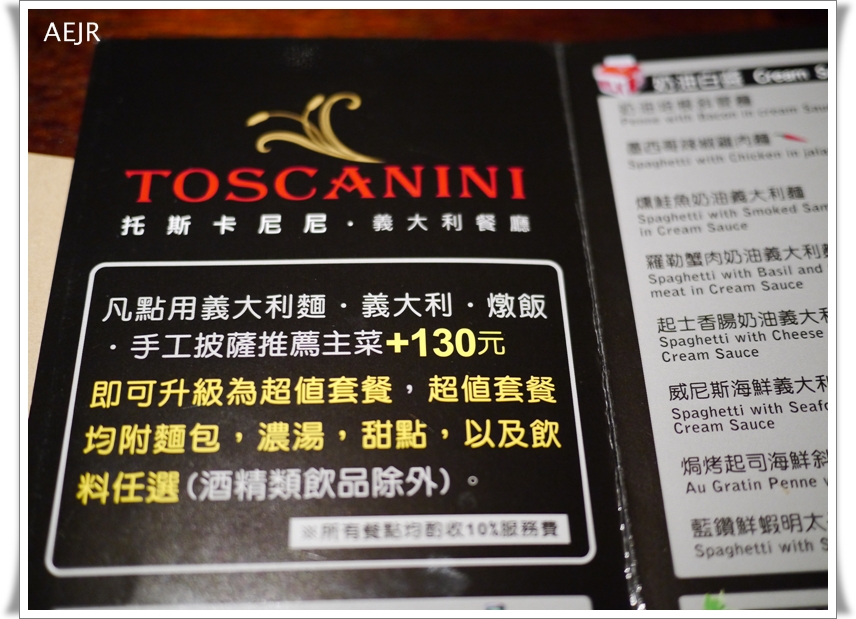 AEJR
TOSCANINI
托斯卡尼尼・義大利餐廳
凡點用義大利麵・義大利・燉飯
・手工披薩推薦主菜+130元
即可升級為超值套餐，超值套餐
均附麵包，濃湯，甜點，以及飲
料任選(酒精類飲品除外)。
※所有餐點均酌收10%服務費
奶油白醬 Cream
Penne with Bacon in cream
墨西哥辣椒雞肉麵
Spaghetti with Chicken in
燻鮭魚奶油義大利麵
Spaghetti with Smoked
in Cream Sauce
羅勒蟹肉奶油義大利
Spaghetti with Basil and
meat in Cream Sauce
起士香腸奶油義大利
Spaghetti with Cheese
Cream Sauce
威尼斯海鮮義大利
Spaghetti with
Cream Sauce
焗烤起司海鮮斜
Au Gratin Penne
藍鑽鮮蝦明太
Spaghetti with